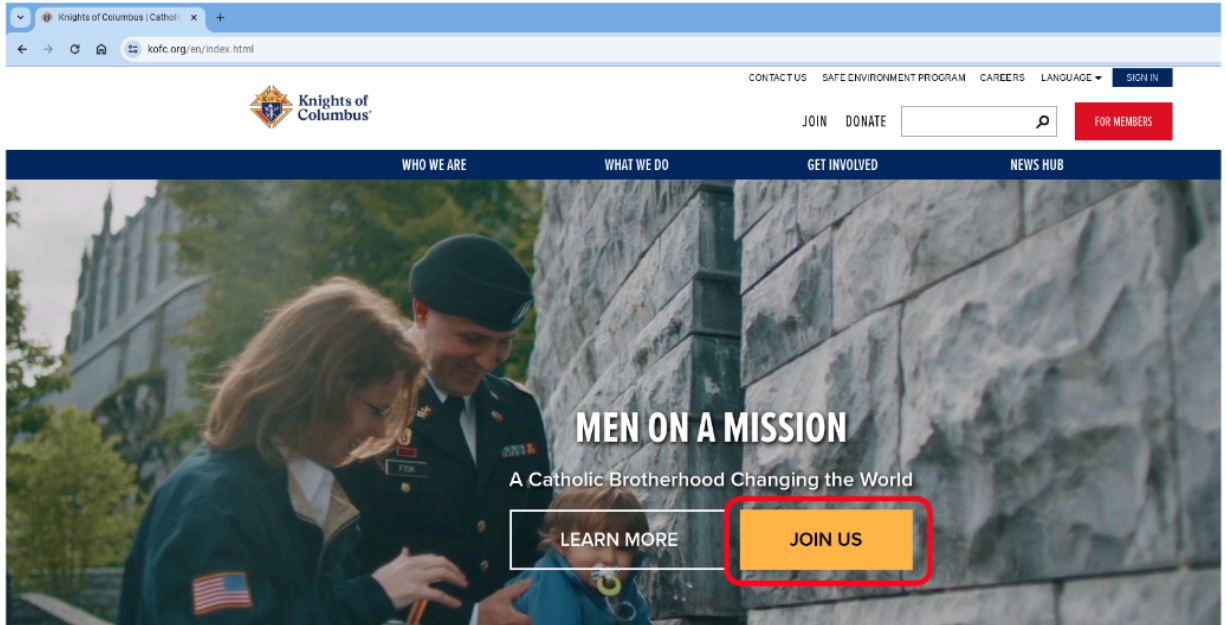 Knights of Columbus | Catholic
kofc.org/en/index.html
CONTACT US SAFE ENVIRONMENT PROGRAM CAREERS LANGUAGE SIGN IN
Knights of
Columbus®
JOIN DONATE FOR MEMBERS
WHO WE ARE WHAT WE DO GET INVOLVED NEWS HUB
FISK
MEN ON A MISSION
A Catholic Brotherhood Changing the World
LEARN MORE JOIN US